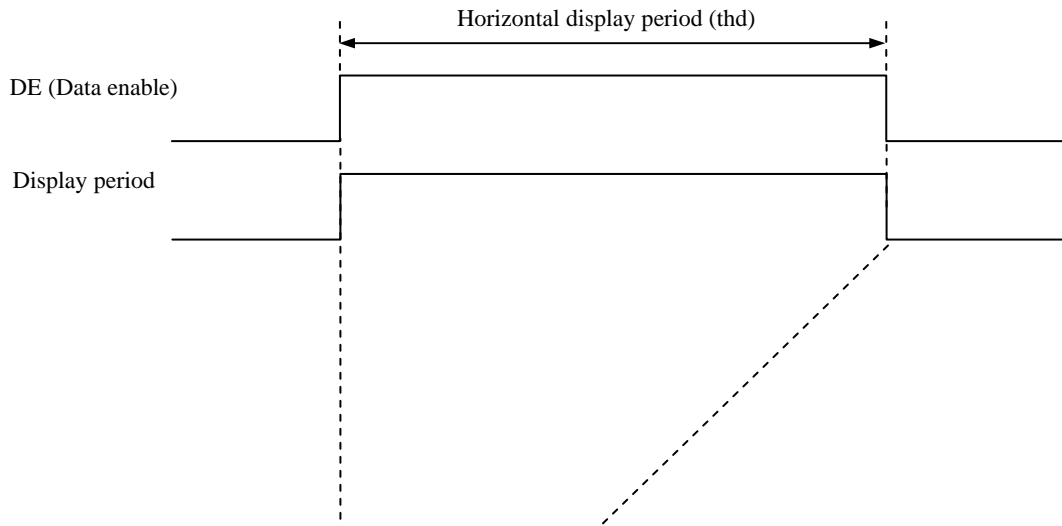 Horizontal display period (thd)
DE (Data enable)
Display period